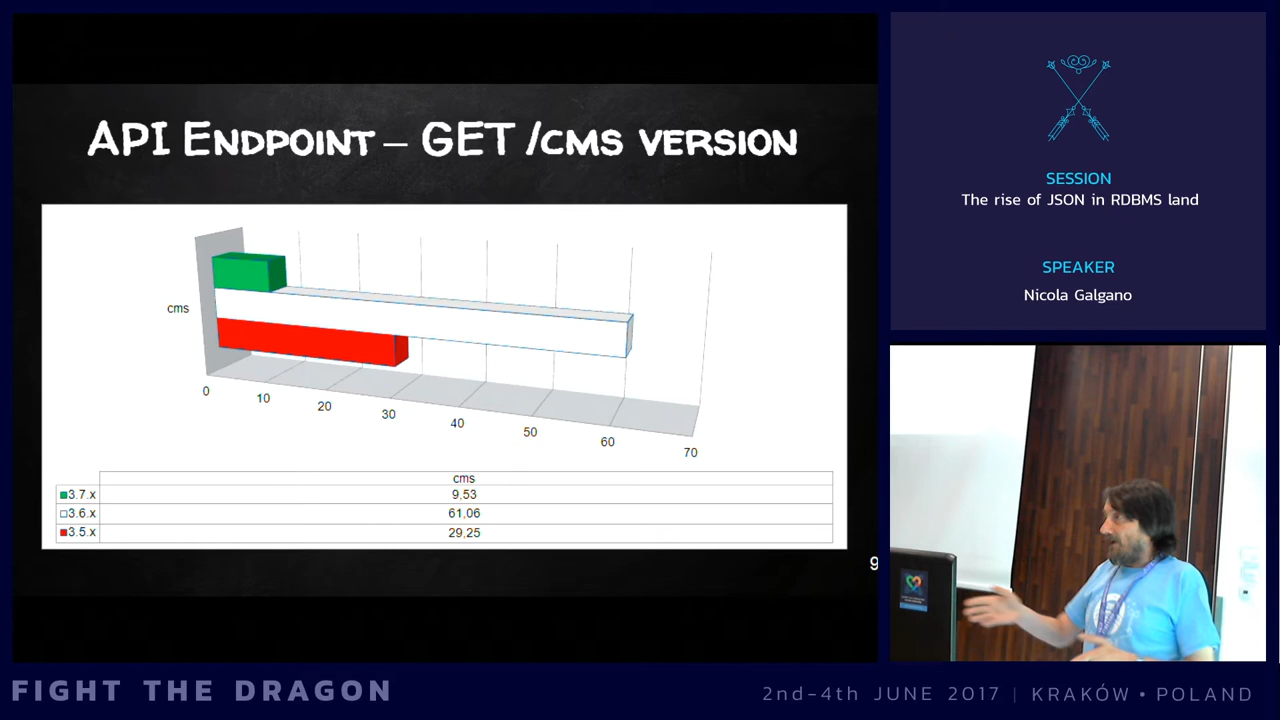 API Endpoint – GET /cms version
cms
0
10
20
30
40
50
60
70
cms
3.7.x 9,53
3.6.x 61,06
3.5.x 29,25
9
SESSION
The rise of JSON in RDBMS land
SPEAKER
Nicola Galgano
FIGHT THE DRAGON
2nd-4th JUNE 2017 | KRAKÓW • POLAND